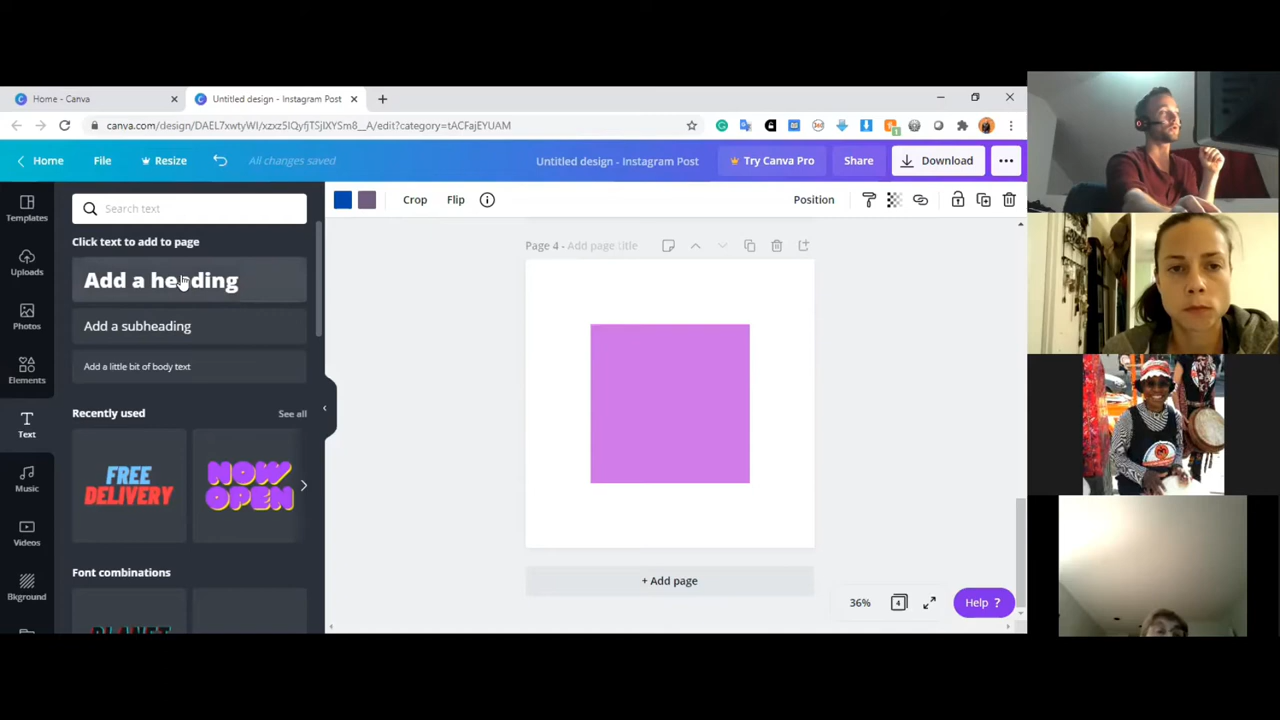 Home - Canva
Untitled design - Instagram Post
canva.com/design/DAEL7xwtyWI/xzxz5IQyfjTSjIXYSm8__A/edit?category=tACFajEYUAM
Home
File
Resize
All changes saved
Untitled design - Instagram Post
Try Canva Pro
Share
Download
Templates
Uploads
Photos
Elements
Text
Music
Videos
Bkground
Search text
Click text to add to page
Add a heading
Add a subheading
Add a little bit of body text
Recently used
See all
FREE
DELIVERY
NOW
OPEN
Font combinations
PLANET
Crop
Flip
Position
Page 4 - Add page title
+ Add page
36%
4
Help ?